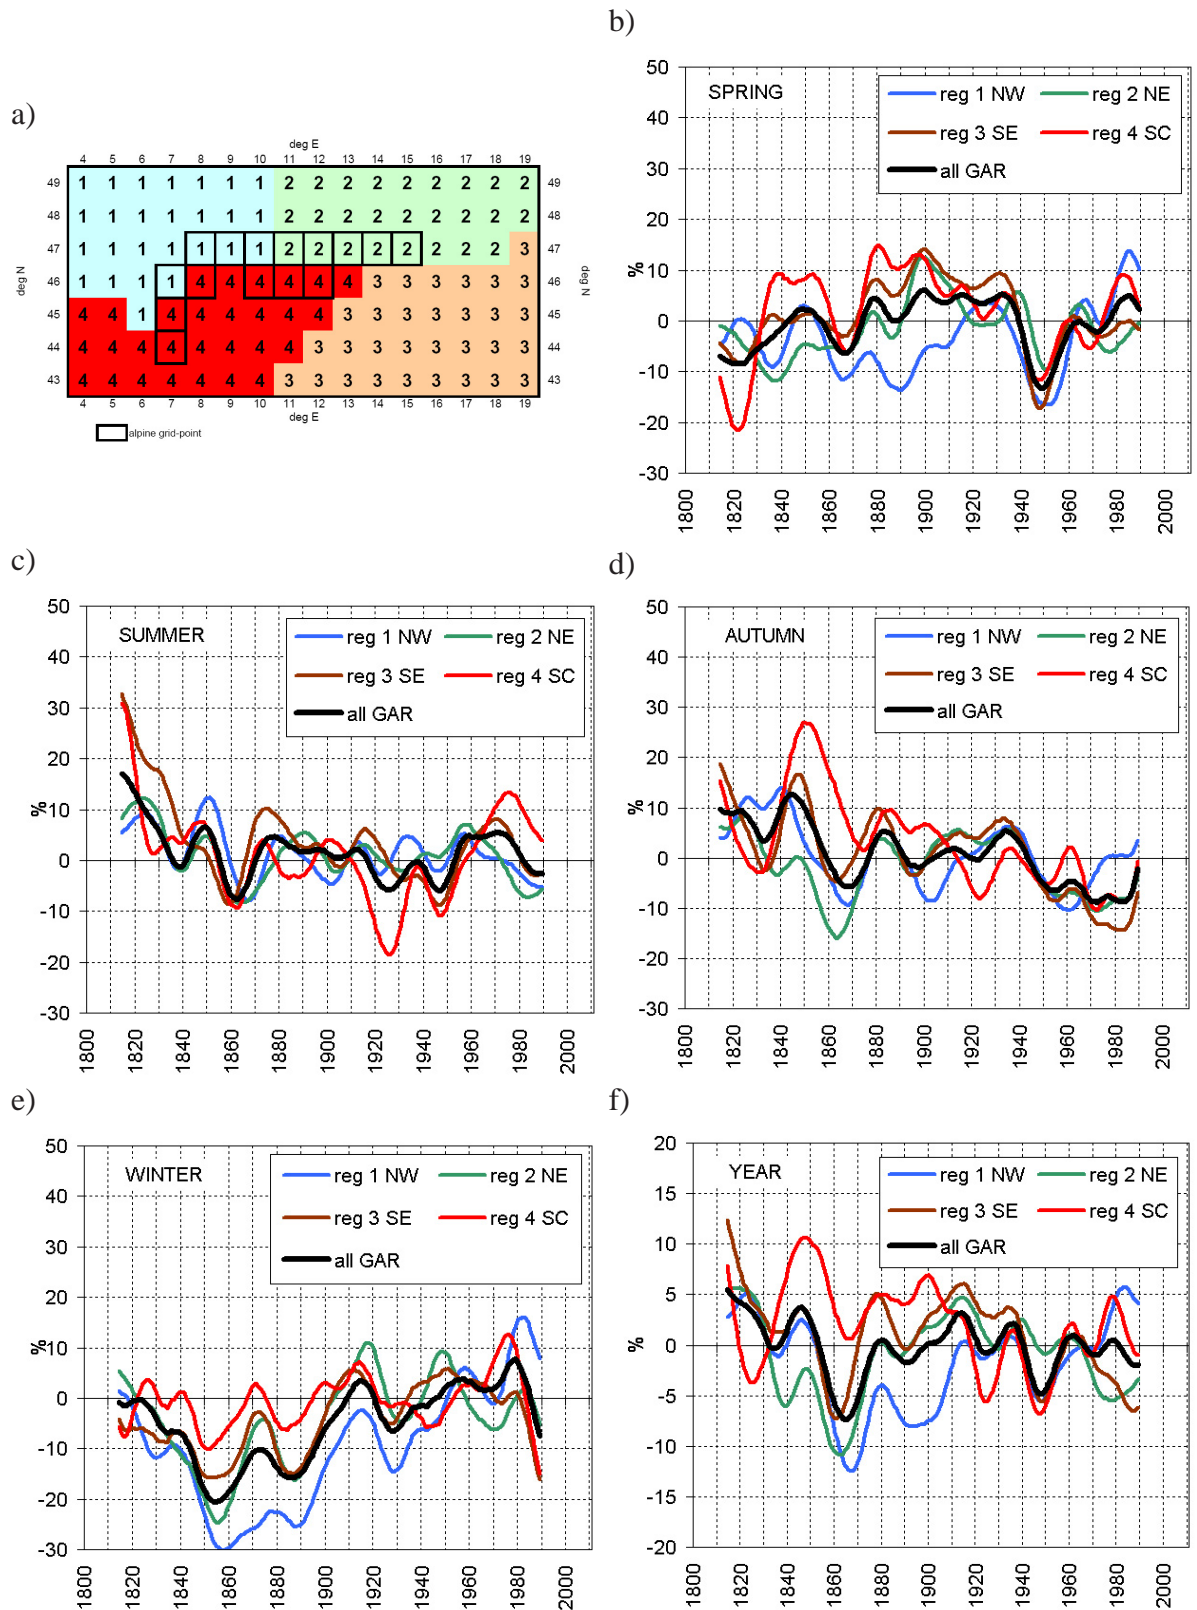 b)
50
40
30
20
10
0
-10
-20
-30
%
SPRING
reg 1 NW reg 2 NE
reg 3 SE reg 4 SC
all GAR
1800 1820 1840 1860 1880 1900 1920 1940 1960 1980 2000
a)
deg E
4 5 6 7 8 9 10 11 12 13 14 15 16 17 18 19
49 1 1 1 1 1 1 1 2 2 2 2 2 2 2 2 2 49
48 1 1 1 1 1 1 1 2 2 2 2 2 2 2 2 2 48
47 1 1 1 1 1 1 1 2 2 2 2 2 2 2 2 3 47
46 1 1 1 1 4 4 4 4 4 4 3 3 3 3 3 3 46
45 4 4 1 4 4 4 4 4 4 3 3 3 3 3 3 3 45
44 4 4 4 4 4 4 4 4 3 3 3 3 3 3 3 3 44
43 4 4 4 4 4 4 4 3 3 3 3 3 3 3 3 3 43
4 5 6 7 8 9 10 11 12 13 14 15 16 17 18 19
deg E
deg N
deg N
alpine grid-point
c)
50
40
30
20
10
0
-10
-20
-30
%
SUMMER
reg 1 NW reg 2 NE
reg 3 SE reg 4 SC
all GAR
1800 1820 1840 1860 1880 1900 1920 1940 1960 1980 2000
d)
50
40
30
20
10
0
-10
-20
-30
%
AUTUMN
reg 1 NW reg 2 NE
reg 3 SE reg 4 SC
all GAR
1800 1820 1840 1860 1880 1900 1920 1940 1960 1980 2000
e)
50
40
30
20
10
0
-10
-20
-30
%
WINTER
reg 1 NW reg 2 NE
reg 3 SE reg 4 SC
all GAR
1800 1820 1840 1860 1880 1900 1920 1940 1960 1980 2000
f)
20
15
10
5
0
-5
-10
-15
-20
%
YEAR
reg 1 NW reg 2 NE
reg 3 SE reg 4 SC
all GAR
1800 1820 1840 1860 1880 1900 1920 1940 1960 1980 2000